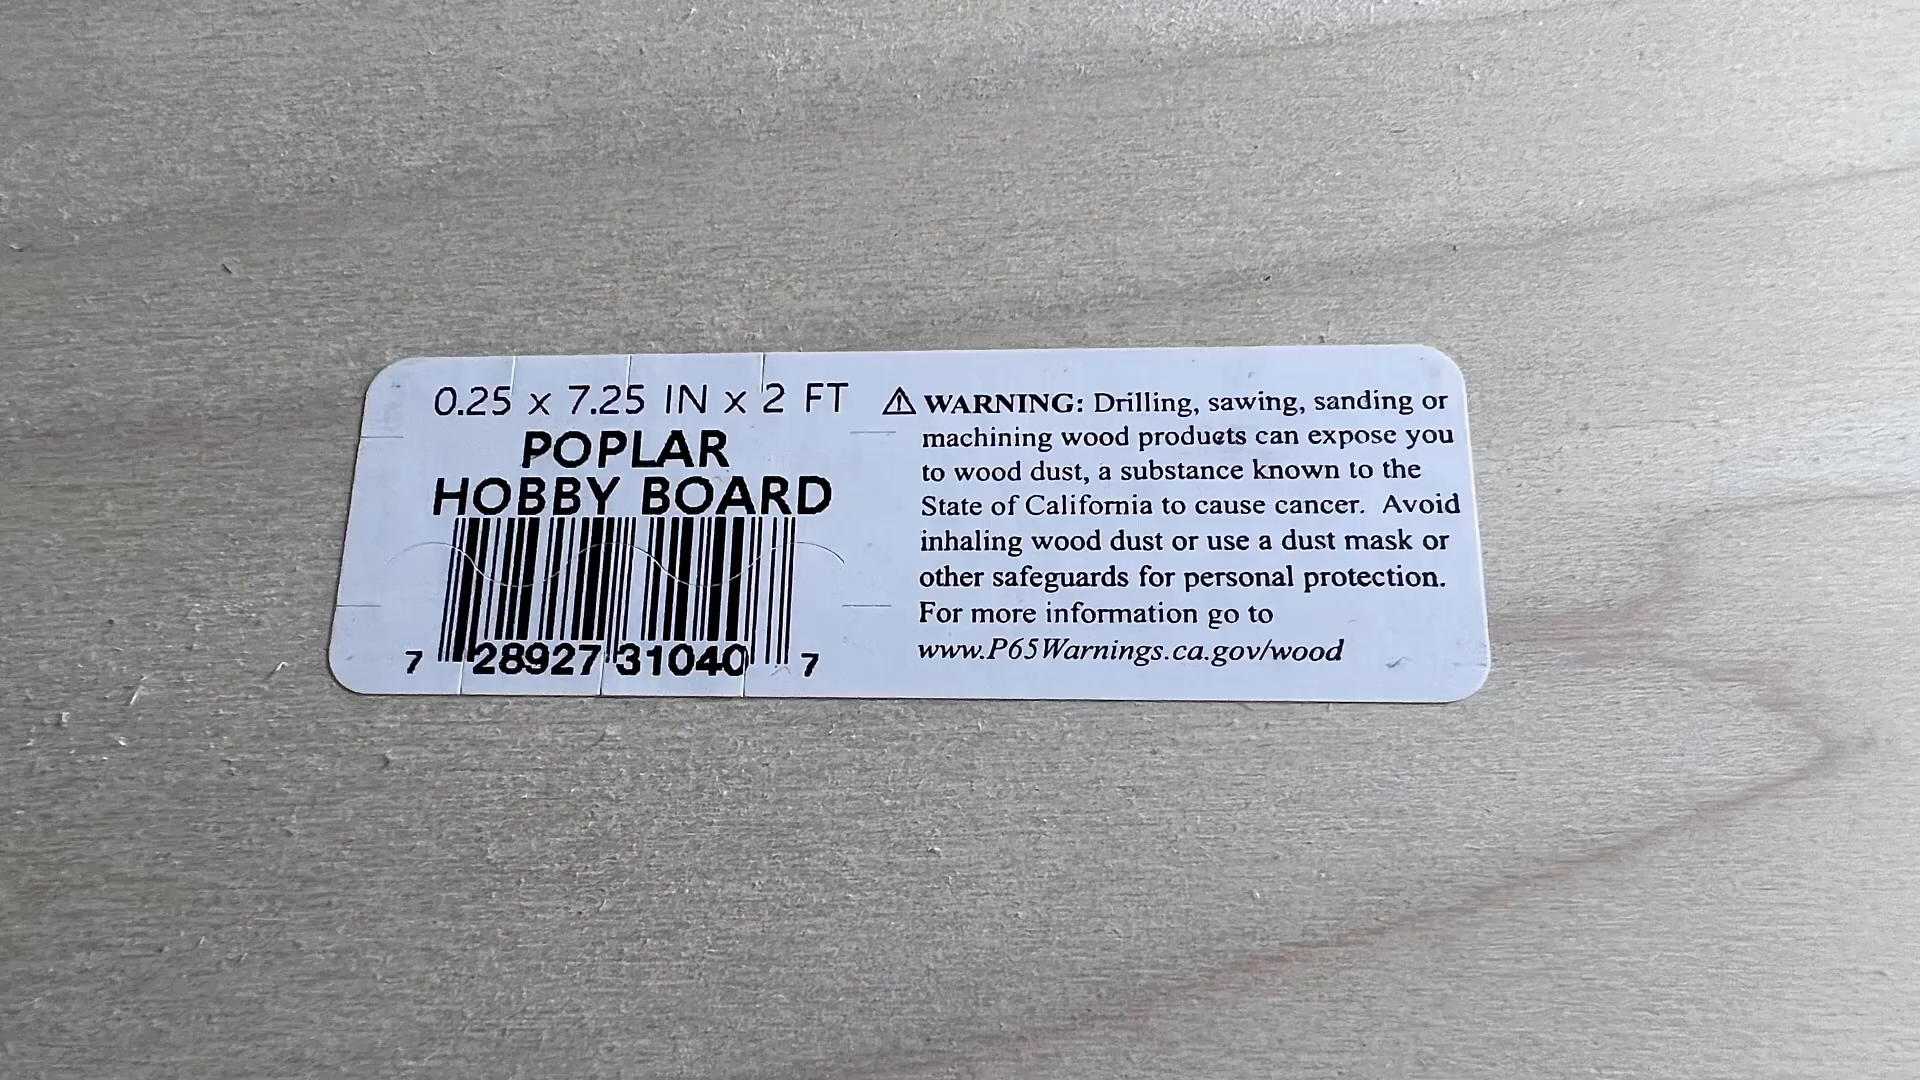 0.25 x 7.25 IN x 2 FT
POPLAR
HOBBY BOARD
7 28927 31040 7
⚠ WARNING: Drilling, sawing, sanding or
machining wood products can expose you
to wood dust, a substance known to the
State of California to cause cancer. Avoid
inhaling wood dust or use a dust mask or
other safeguards for personal protection.
For more information go to
www.P65Warnings.ca.gov/wood